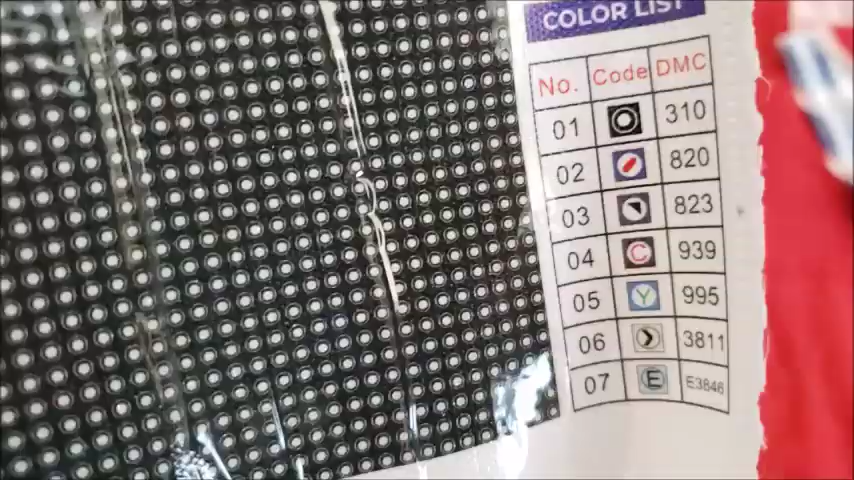 COLOR LIST
No. Code DMC
01 310
02 820
03 823
04 C 939
05 Y 995
06 3811
07 E E3846